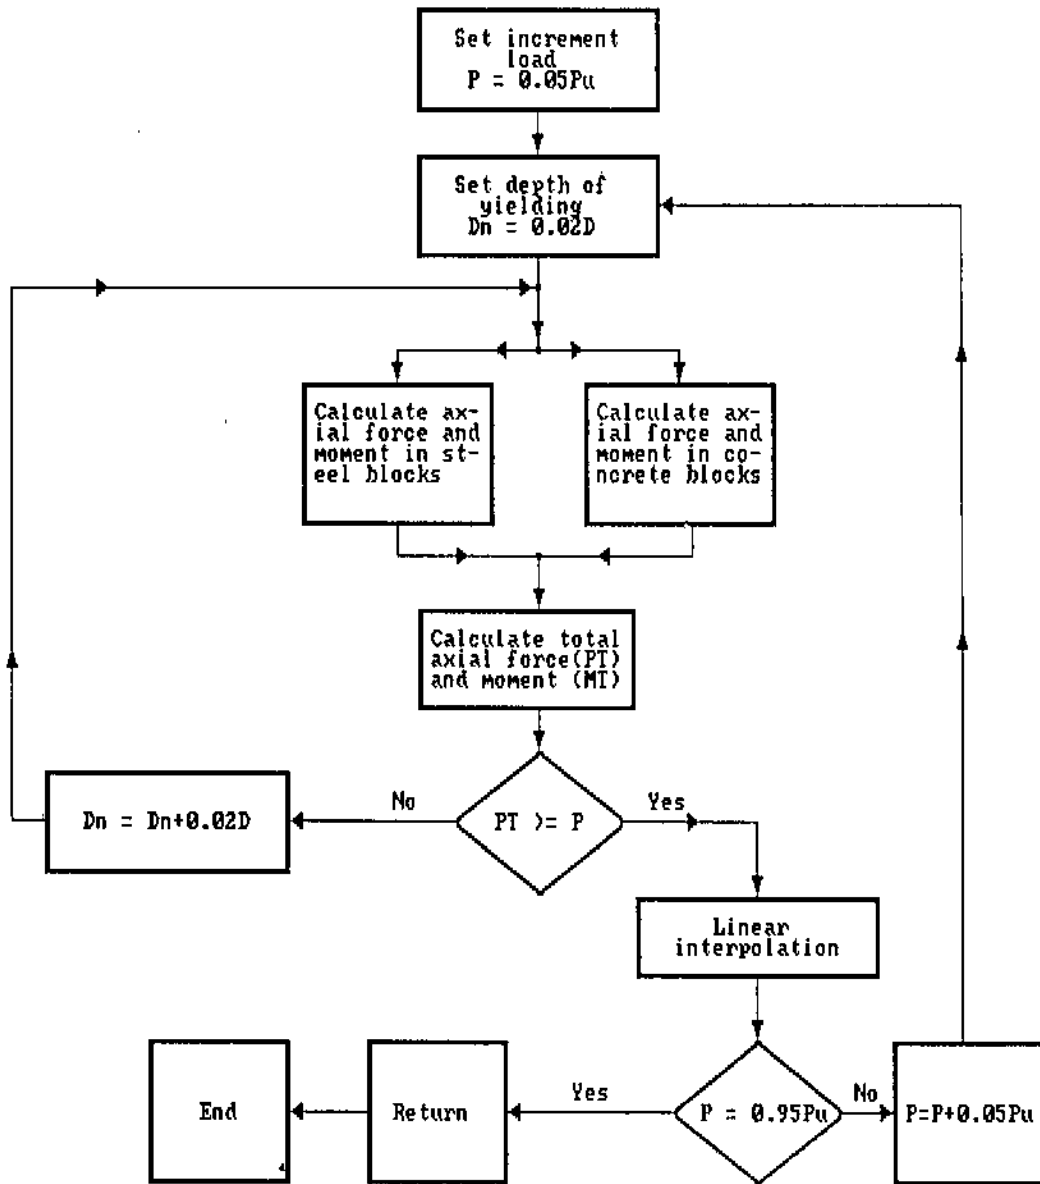 Set increment
load
P = 0.05Pu
Set depth of
yielding
Dn = 0.02D
Calculate ax-
ial force and
moment in st-
eel blocks
Calculate ax-
ial force and
moment in co-
ncrete blocks
Calculate total
axial force(PT)
and moment (MT)
Dn = Dn+0.02D
No
PT >= P
Yes
Linear
interpolation
End
Return
Yes
P = 0.95Pu
No
P=P+0.05Pu